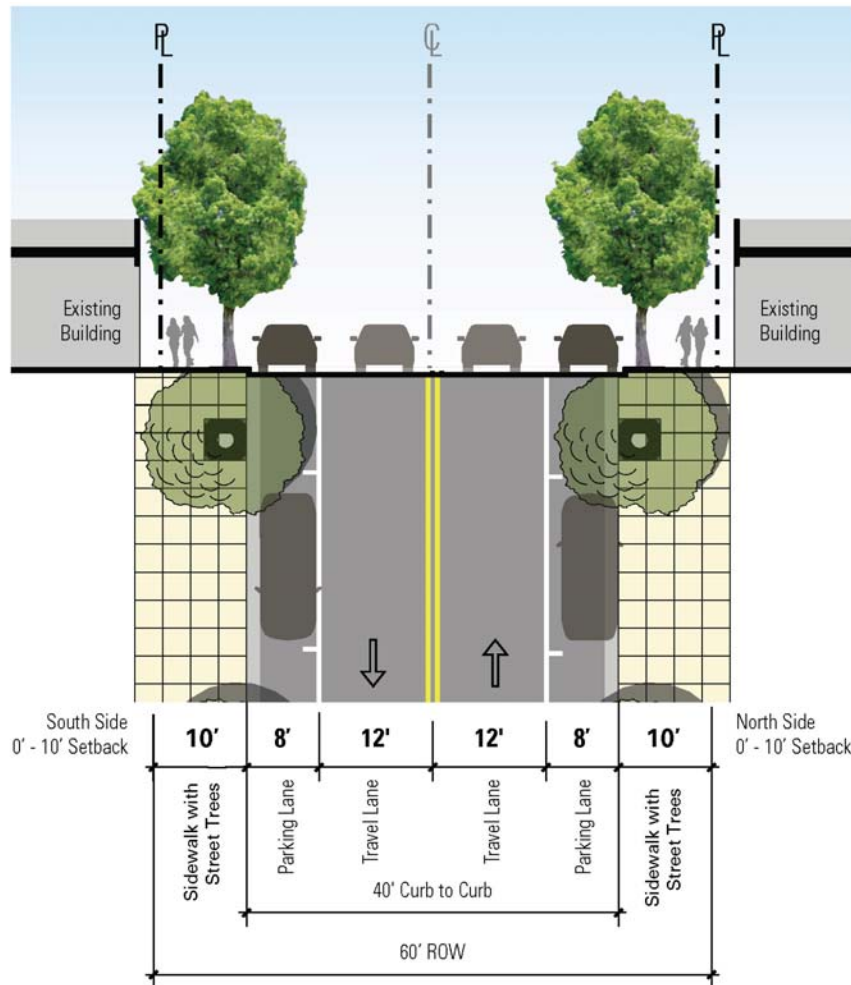 PL
CL
PL
Existing
Building
Existing
Building
South Side
0' - 10' Setback
10'
8'
12'
12'
8'
10'
North Side
0' - 10' Setback
Sidewalk with
Street Trees
Parking Lane
Travel Lane
Travel Lane
Parking Lane
Sidewalk with
Street Trees
40' Curb to Curb
60' ROW